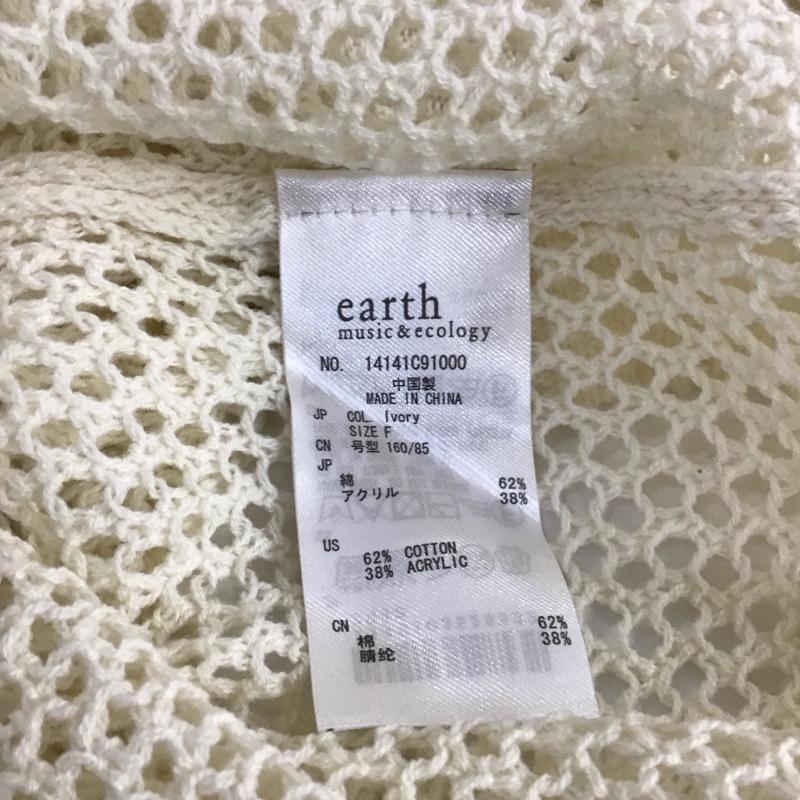 earth
music&ecology
NO. 14141C91000
中国製
MADE IN CHINA
JP COL. Ivory
SIZE F
CN 号型 160/85
JP
綿 62%
アクリル 38%
US
62% COTTON
38% ACRYLIC
CN
棉 62%
腈纶 38%